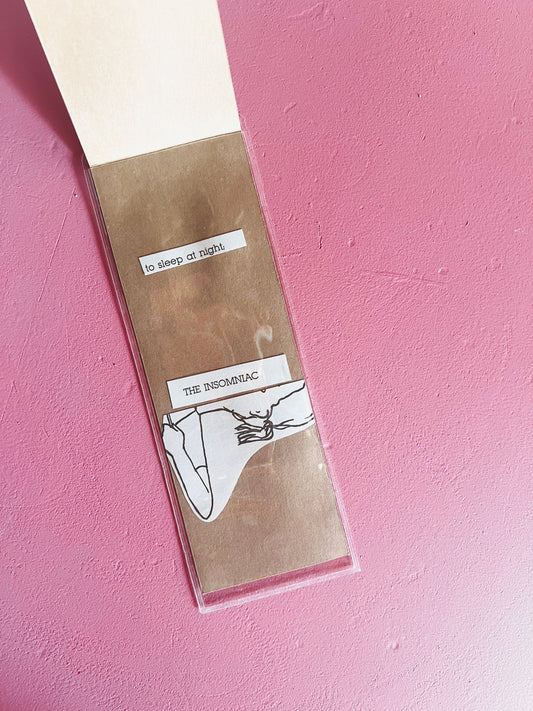 to sleep at night,
THE INSOMNIAC